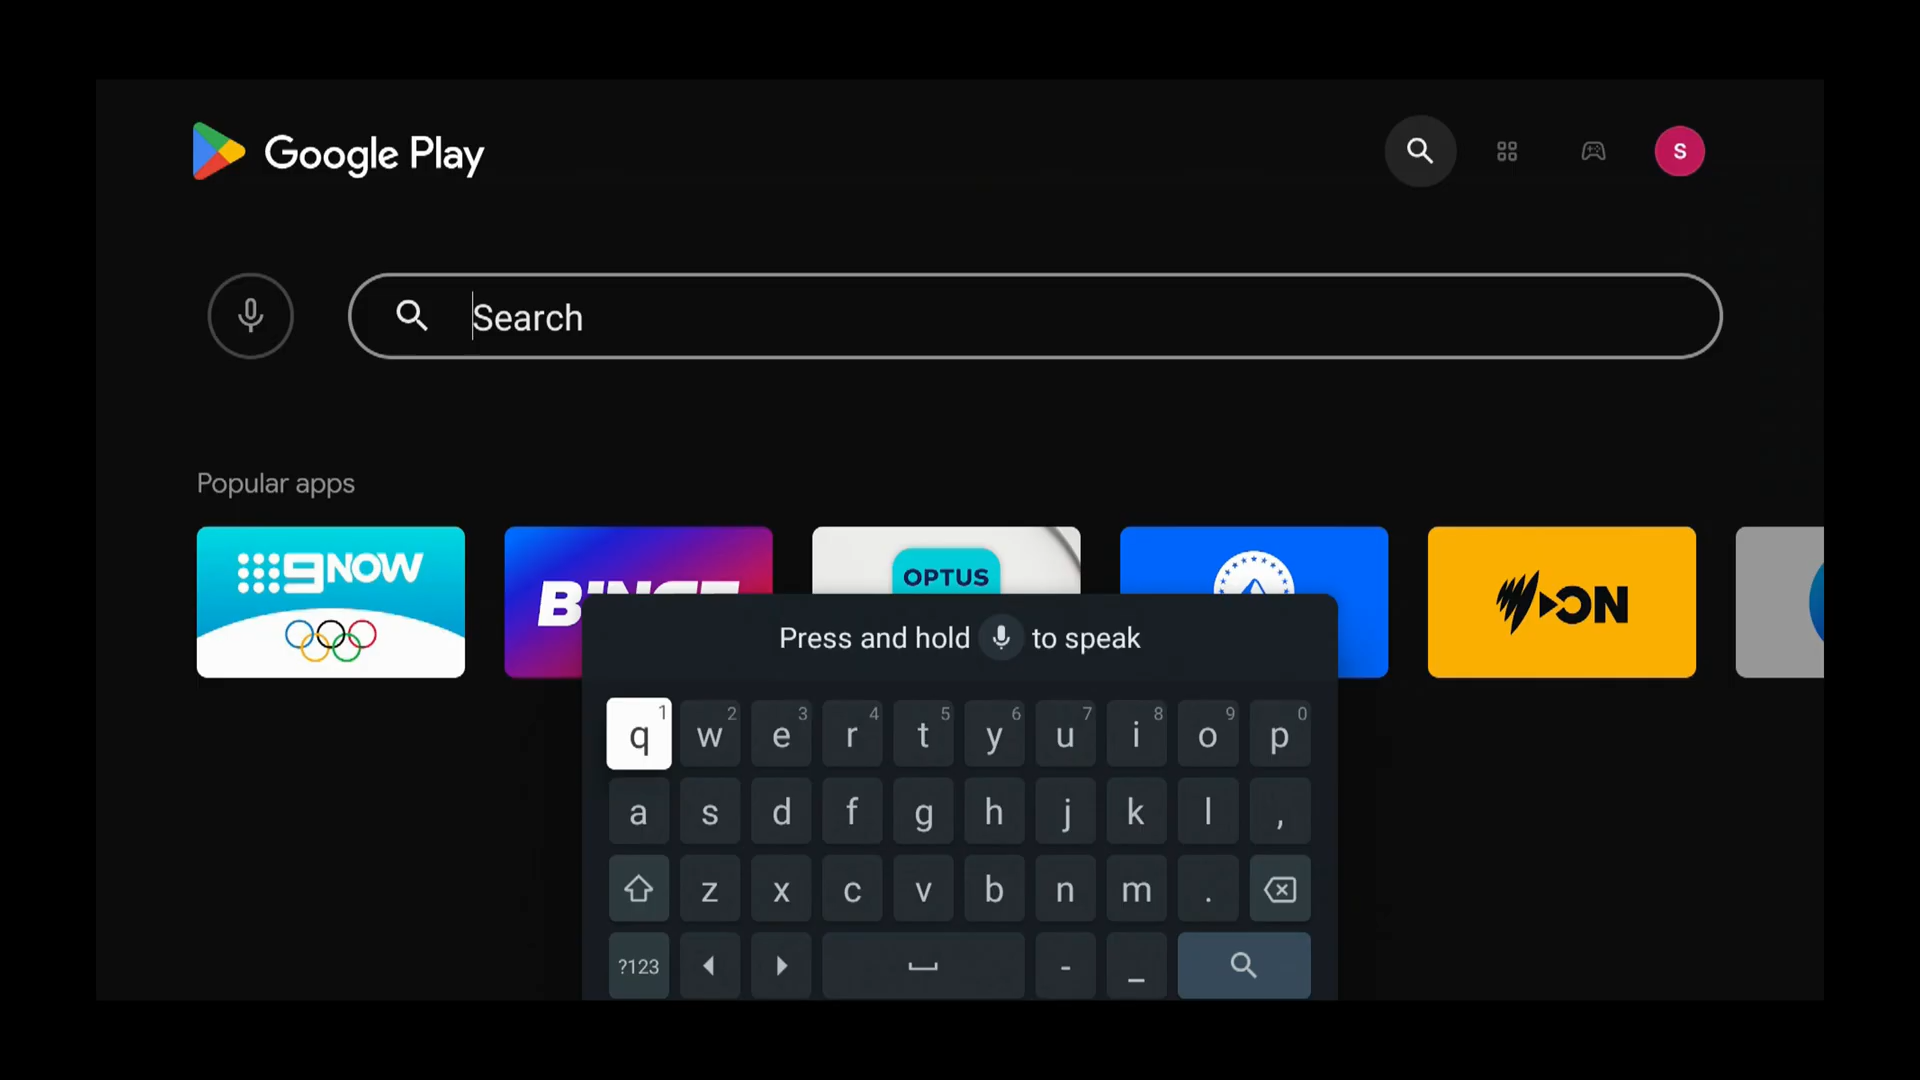 Google Play
S
Search
Popular apps
9NOW
OPTUS
ON
Press and hold to speak
q 1 w 2 e 3 r 4 t 5 y 6 u 7 i 8 o 9 p 0
a s d f g h j k l ,
z x c v b n m .
?123 - _